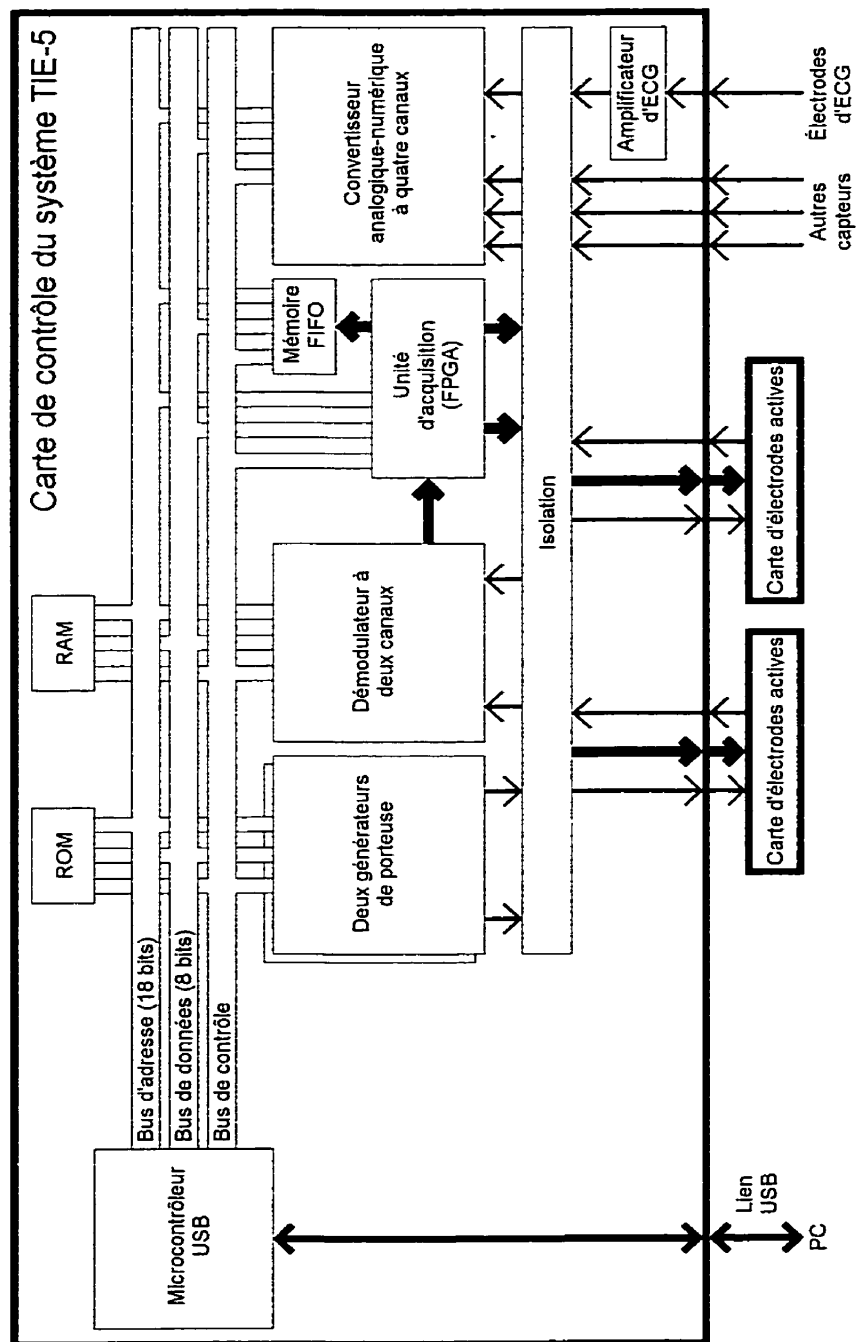 Carte de contrôle du système TIE-5
ROM
RAM
Microcontrôleur
USB
Bus d'adresse (18 bits)
Bus de données (8 bits)
Bus de contrôle
Deux générateurs
de porteuse
Démodulateur à
deux canaux
Unité
d'acquisition
(FPGA)
Mémoire
FIFO
Convertisseur
analogique-numérique
à quatre canaux
Isolation
Amplificateur
d'ECG
Lien
USB
PC
Carte d'électrodes actives
Carte d'électrodes actives
Autres
capteurs
Électrodes
d'ECG